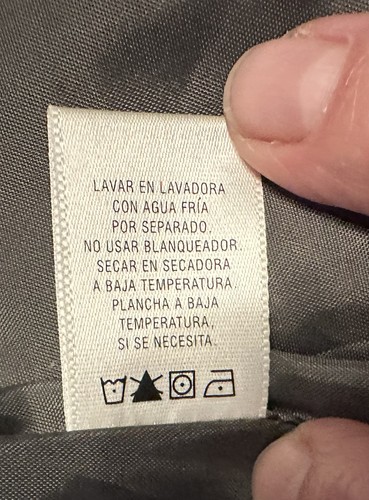 LAVAR EN LAVADORA
CON AGUA FRÍA
POR SEPARADO.
NO USAR BLANQUEADOR.
SECAR EN SECADORA
A BAJA TEMPERATURA.
PLANCHA A BAJA
TEMPERATURA,
SI SE NECESITA.